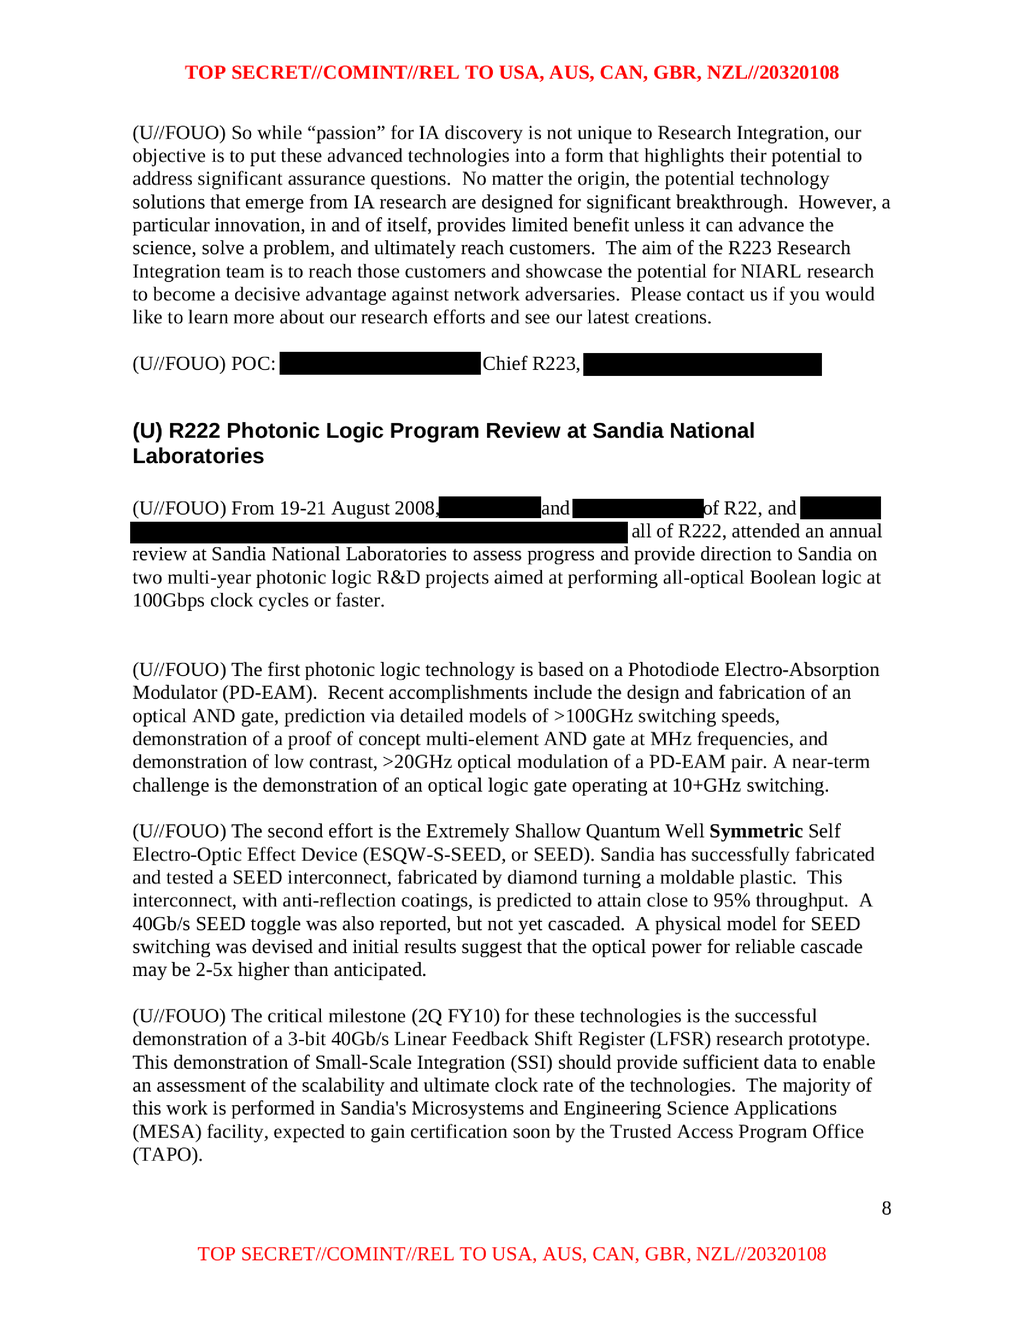 TOP SECRET//COMINT//REL TO USA, AUS, CAN, GBR, NZL//20320108
(U//FOUO) So while “passion” for IA discovery is not unique to Research Integration, our
objective is to put these advanced technologies into a form that highlights their potential to
address significant assurance questions.  No matter the origin, the potential technology
solutions that emerge from IA research are designed for significant breakthrough.  However, a
particular innovation, in and of itself, provides limited benefit unless it can advance the
science, solve a problem, and ultimately reach customers.  The aim of the R223 Research
Integration team is to reach those customers and showcase the potential for NIARL research
to become a decisive advantage against network adversaries.  Please contact us if you would
like to learn more about our research efforts and see our latest creations.
(U//FOUO) POC: Chief R223,
(U) R222 Photonic Logic Program Review at Sandia National
Laboratories
(U//FOUO) From 19-21 August 2008, and of R22, and
all of R222, attended an annual
review at Sandia National Laboratories to assess progress and provide direction to Sandia on
two multi-year photonic logic R&D projects aimed at performing all-optical Boolean logic at
100Gbps clock cycles or faster.
(U//FOUO) The first photonic logic technology is based on a Photodiode Electro-Absorption
Modulator (PD-EAM).  Recent accomplishments include the design and fabrication of an
optical AND gate, prediction via detailed models of >100GHz switching speeds,
demonstration of a proof of concept multi-element AND gate at MHz frequencies, and
demonstration of low contrast, >20GHz optical modulation of a PD-EAM pair. A near-term
challenge is the demonstration of an optical logic gate operating at 10+GHz switching.
(U//FOUO) The second effort is the Extremely Shallow Quantum Well Symmetric Self
Electro-Optic Effect Device (ESQW-S-SEED, or SEED). Sandia has successfully fabricated
and tested a SEED interconnect, fabricated by diamond turning a moldable plastic.  This
interconnect, with anti-reflection coatings, is predicted to attain close to 95% throughput.  A
40Gb/s SEED toggle was also reported, but not yet cascaded.  A physical model for SEED
switching was devised and initial results suggest that the optical power for reliable cascade
may be 2-5x higher than anticipated.
(U//FOUO) The critical milestone (2Q FY10) for these technologies is the successful
demonstration of a 3-bit 40Gb/s Linear Feedback Shift Register (LFSR) research prototype.
This demonstration of Small-Scale Integration (SSI) should provide sufficient data to enable
an assessment of the scalability and ultimate clock rate of the technologies.  The majority of
this work is performed in Sandia's Microsystems and Engineering Science Applications
(MESA) facility, expected to gain certification soon by the Trusted Access Program Office
(TAPO).
8
TOP SECRET//COMINT//REL TO USA, AUS, CAN, GBR, NZL//20320108